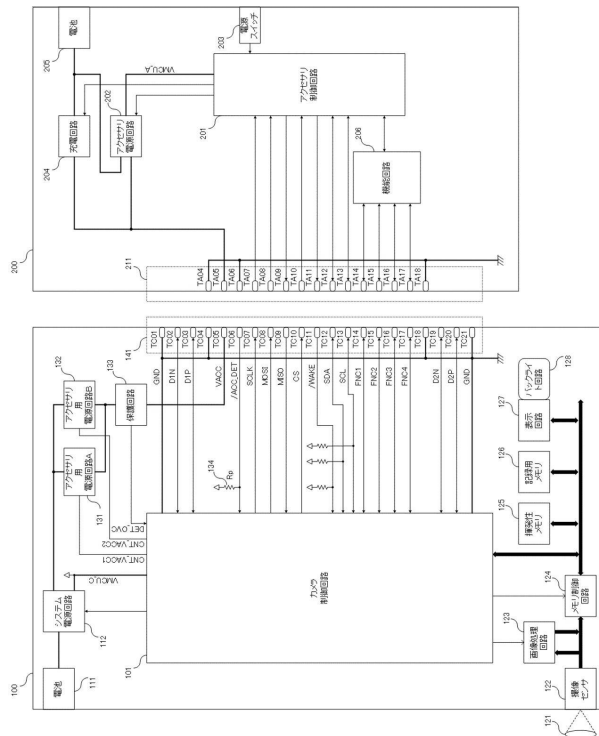 200
電池
205
充電回路
204
202
アクセサリ
電源回路
VMCU_A
電源
スイッチ
203
アクセサリ
制御回路
201
206
機能回路
211
TA04
TA05
TA06
TA07
TA08
TA09
TA10
TA11
TA12
TA13
TA14
TA15
TA16
TA17
TA18
100
電池
111
システム
電源回路
112
アクセサリ用
電源回路A
131
アクセサリ用
電源回路B
132
保護回路
133
141
VMCU_C
CNT_VACC1
CNT_VACC2
DET_OVC
カメラ
制御回路
101
134
Rp
GND
D1N
D1P
VACC
/ACC_DET
SCLK
MOSI
MISO
CS
/WAKE
SDA
SCL
FNC1
FNC2
FNC3
FNC4
D2N
D2P
GND
TC01
TC02
TC03
TC04
TC05
TC06
TC07
TC08
TC09
TC10
TC11
TC12
TC13
TC14
TC15
TC16
TC17
TC18
TC19
TC20
TC21
121
撮像
センサ
122
画像処理
回路
123
メモリ制御
回路
124
揮発性
メモリ
125
記録用
メモリ
126
表示
回路
127
バックライ
ト回路
128